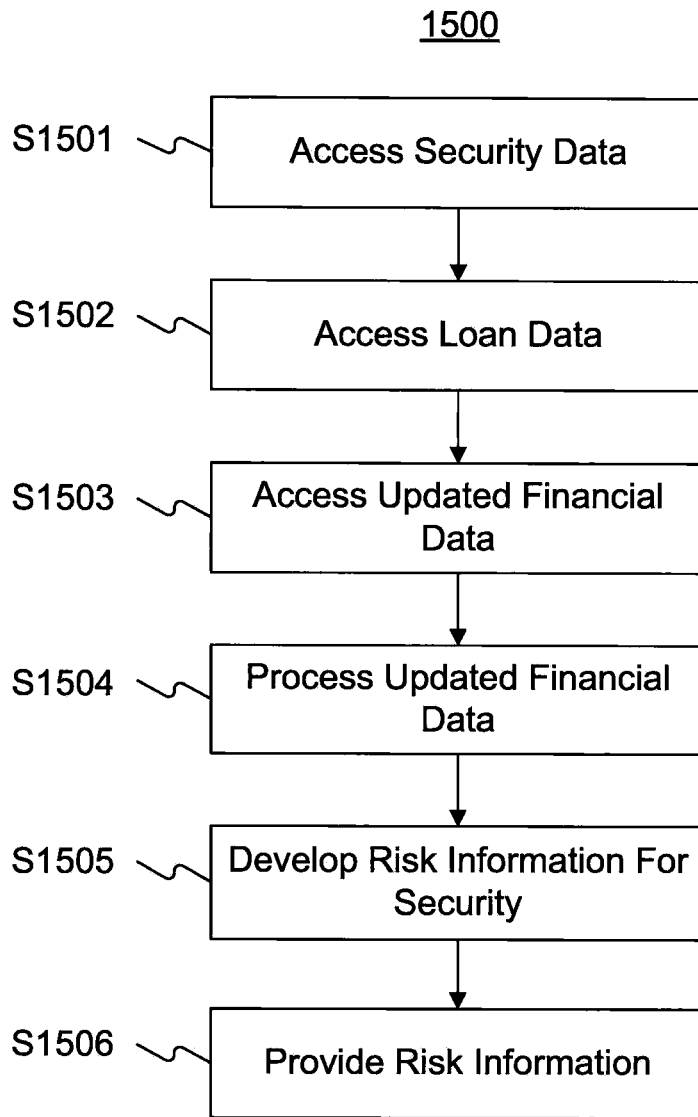 1500
S1501
Access Security Data
S1502
Access Loan Data
S1503
Access Updated Financial
Data
S1504
Process Updated Financial
Data
S1505
Develop Risk Information For
Security
S1506
Provide Risk Information